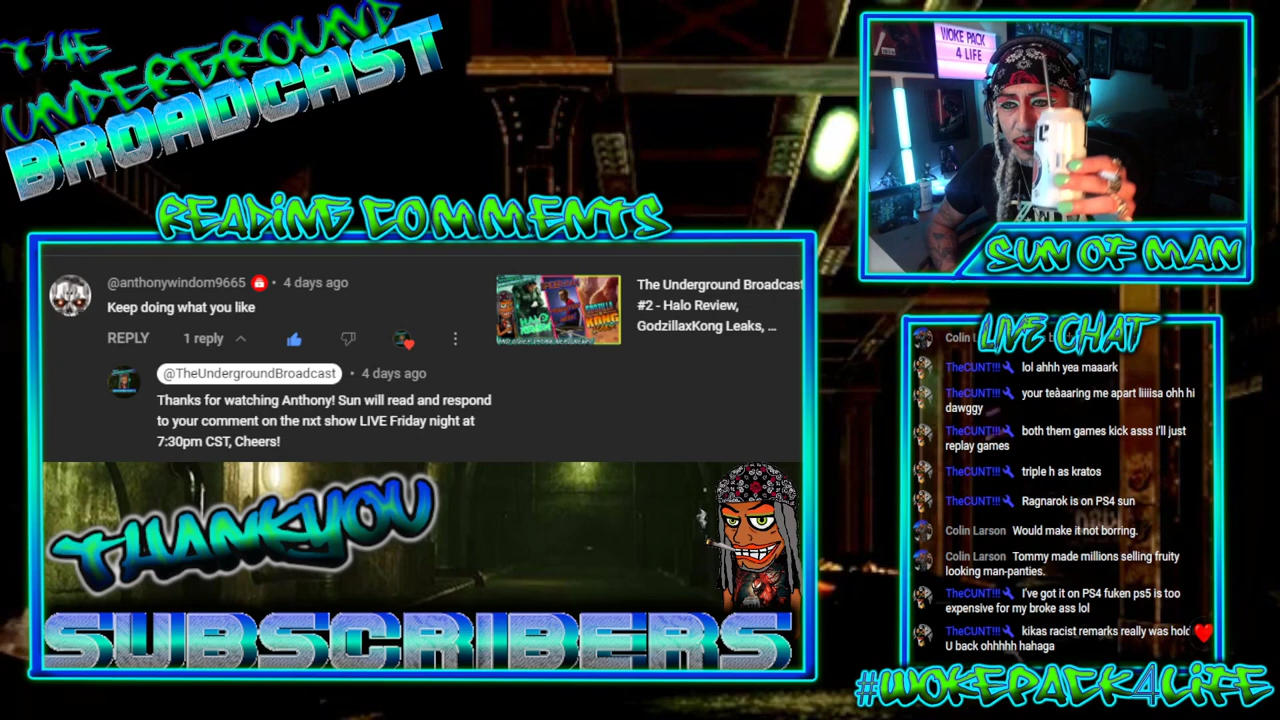 THE
UNDERGROUND
BROADCAST
READING COMMENTS
@anthonywindom9665 • 4 days ago
Keep doing what you like
REPLY 1 reply
@TheUndergroundBroadcast • 4 days ago
Thanks for watching Anthony! Sun will read and respond
to your comment on the nxt show LIVE Friday night at
7:30pm CST, Cheers!
The Underground Broadcast
#2 - Halo Review,
GodzillaxKong Leaks, ...
THANKYOU
SUBSCRIBERS
WOKE PACK
4 LIFE
SUN OF MAN
LIVE CHAT
Colin
TheCUNT!!! lol ahhh yea maaark
TheCUNT!!! your teàaaring me apart liiiisa ohh hi
dawggy
TheCUNT!!! both them games kick asss I'll just
replay games
TheCUNT!!! triple h as kratos
TheCUNT!!! Ragnarok is on PS4 sun
Colin Larson Would make it not borring.
Colin Larson Tommy made millions selling fruity
looking man-panties.
TheCUNT!!! I've got it on PS4 fuken ps5 is too
expensive for my broke ass lol
TheCUNT!!! kikas racist remarks really was hold
U back ohhhhh hahaga
#WOKEPACK4LIFE